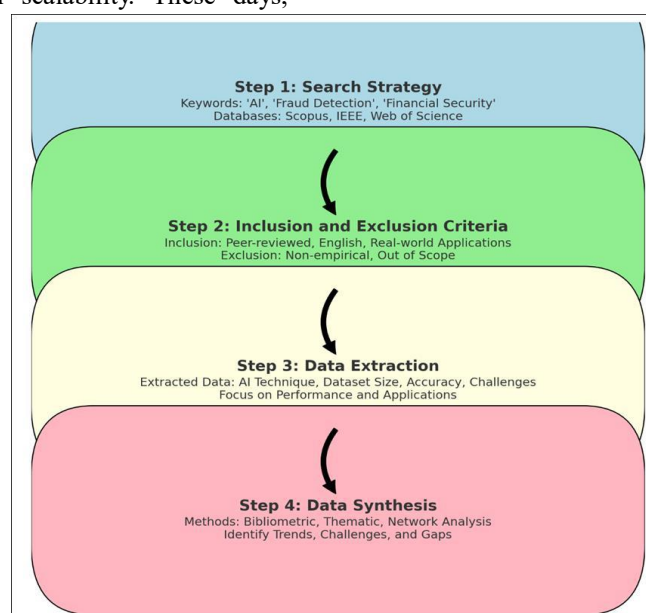 scalability. These days,
Step 1: Search Strategy
Keywords: 'AI', 'Fraud Detection', 'Financial Security'
Databases: Scopus, IEEE, Web of Science
Step 2: Inclusion and Exclusion Criteria
Inclusion: Peer-reviewed, English, Real-world Applications
Exclusion: Non-empirical, Out of Scope
Step 3: Data Extraction
Extracted Data: AI Technique, Dataset Size, Accuracy, Challenges
Focus on Performance and Applications
Step 4: Data Synthesis
Methods: Bibliometric, Thematic, Network Analysis
Identify Trends, Challenges, and Gaps